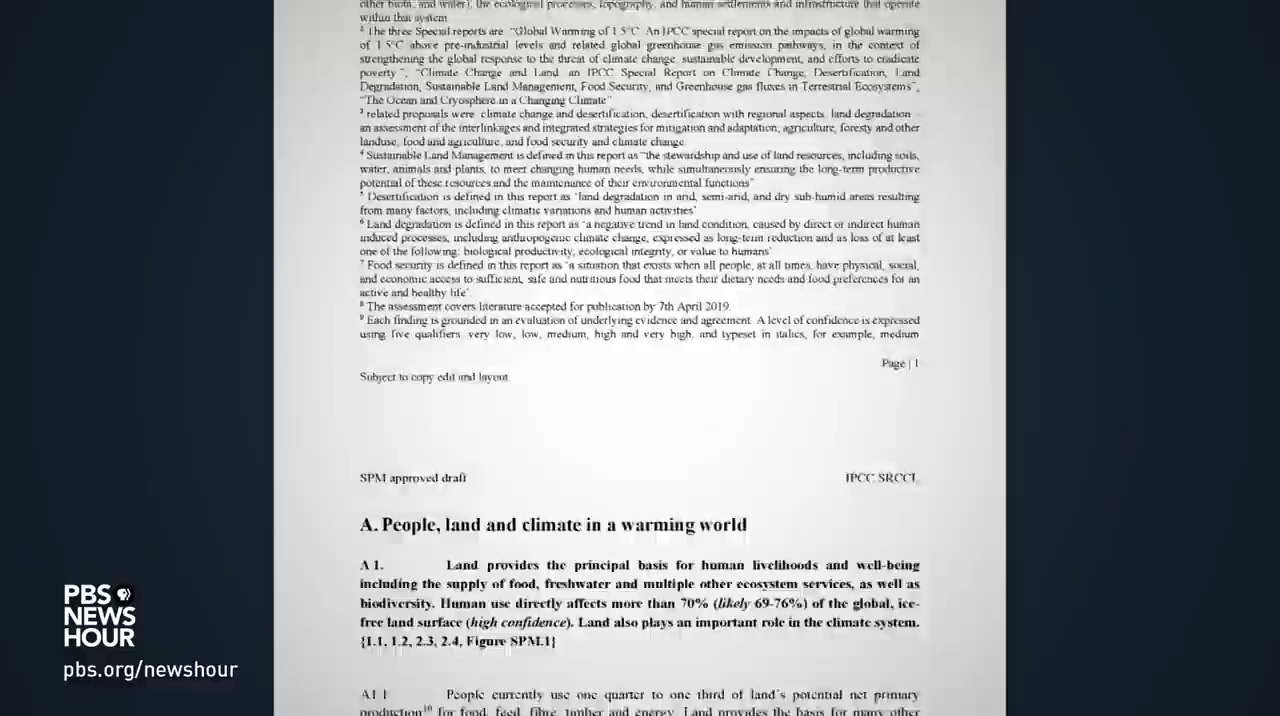 other biota, and water), the ecological processes, topography, and human settlements and infrastructure that operate
within that system
² The three Special reports are "Global Warming of 1 5°C An IPCC special report on the impacts of global warming
of 1 5°C above pre-industrial levels and related global greenhouse gas emission pathways, in the context of
strengthening the global response to the threat of climate change, sustainable development, and efforts to eradicate
poverty", "Climate Change and Land an IPCC Special Report on Climate Change, Desertification, Land
Degradation, Sustainable Land Management, Food Security, and Greenhouse gas fluxes in Terrestrial Ecosystems",
"The Ocean and Cryosphere in a Changing Climate"
³ related proposals were climate change and desertification, desertification with regional aspects, land degradation –
an assessment of the interlinkages and integrated strategies for mitigation and adaptation, agriculture, foresty and other
landuse, food and agriculture, and food security and climate change
⁴ Sustainable Land Management is defined in this report as "the stewardship and use of land resources, including soils,
water, animals and plants, to meet changing human needs, while simultaneously ensuring the long-term productive
potential of these resources and the maintenance of their environmental functions"
⁵ Desertification is defined in this report as 'land degradation in arid, semi-arid, and dry sub-humid areas resulting
from many factors, including climatic variations and human activities'
⁶ Land degradation is defined in this report as 'a negative trend in land condition, caused by direct or indirect human
induced processes, including anthropogenic climate change, expressed as long-term reduction and as loss of at least
one of the following: biological productivity, ecological integrity, or value to humans'
⁷ Food security is defined in this report as 'a situation that exists when all people, at all times, have physical, social,
and economic access to sufficient, safe and nutritious food that meets their dietary needs and food preferences for an
active and healthy life'.
⁸ The assessment covers literature accepted for publication by 7th April 2019.
⁹ Each finding is grounded in an evaluation of underlying evidence and agreement. A level of confidence is expressed
using five qualifiers very low, low, medium, high and very high, and typeset in italics, for example, medium
Page | 1
Subject to copy edit and layout
SPM approved draft
IPCC SRCCL
A. People, land and climate in a warming world
A 1. Land provides the principal basis for human livelihoods and well-being
including the supply of food, freshwater and multiple other ecosystem services, as well as
biodiversity. Human use directly affects more than 70% (likely 69-76%) of the global, ice-
free land surface (high confidence). Land also plays an important role in the climate system.
{1.1, 1.2, 2.3, 2.4, Figure SPM.1}
A1 1 People currently use one quarter to one third of land's potential net primary
production¹⁰ for food, feed, fibre, timber and energy. Land provides the basis for many other
PBS
NEWS
HOUR
pbs.org/newshour